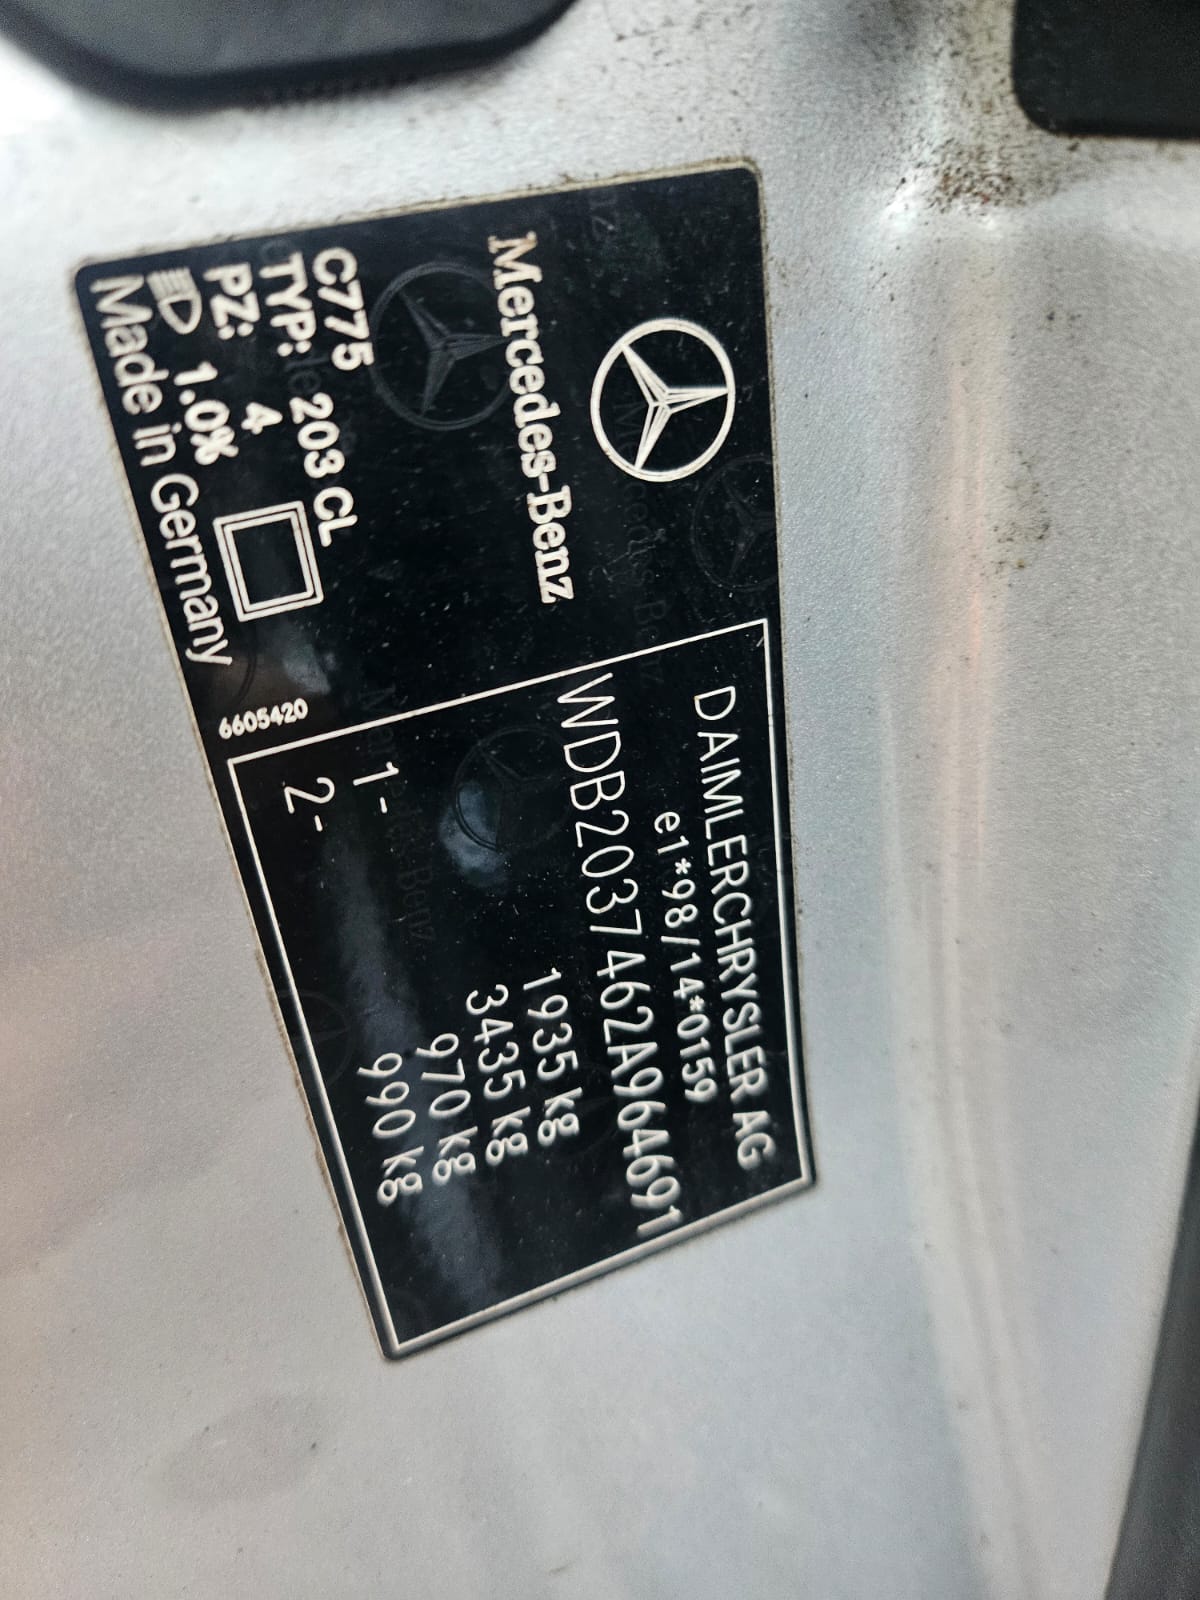 Mercedes-Benz
C775
TYP: 203 CL
PZ: 4
1.0%
Made in Germany
6605420
DAIMLERCHRYSLER AG
e1*98/14*0159
WDB2037462A964691
1935 kg
3435 kg
1- 970 kg
2- 990 kg